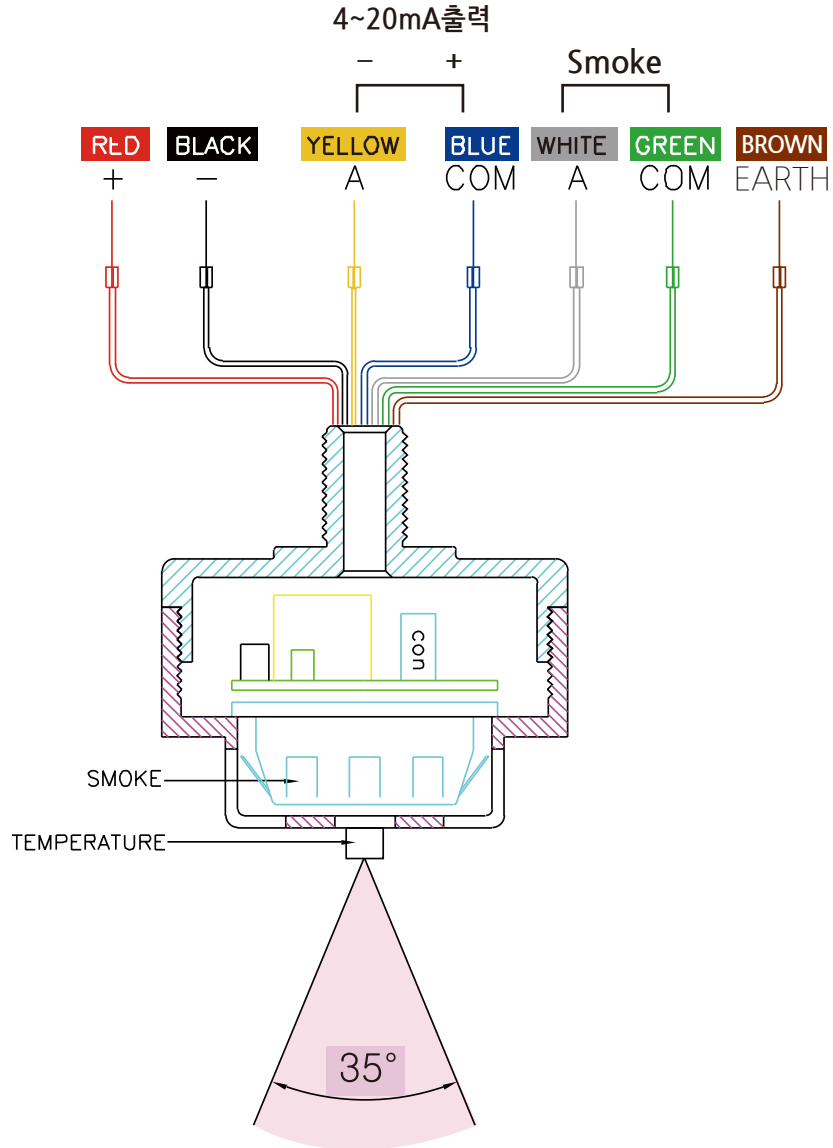 4~20mA출력
− + Smoke
RED BLACK YELLOW BLUE WHITE GREEN BROWN
+ − A COM A COM EARTH
con
SMOKE
TEMPERATURE
35°